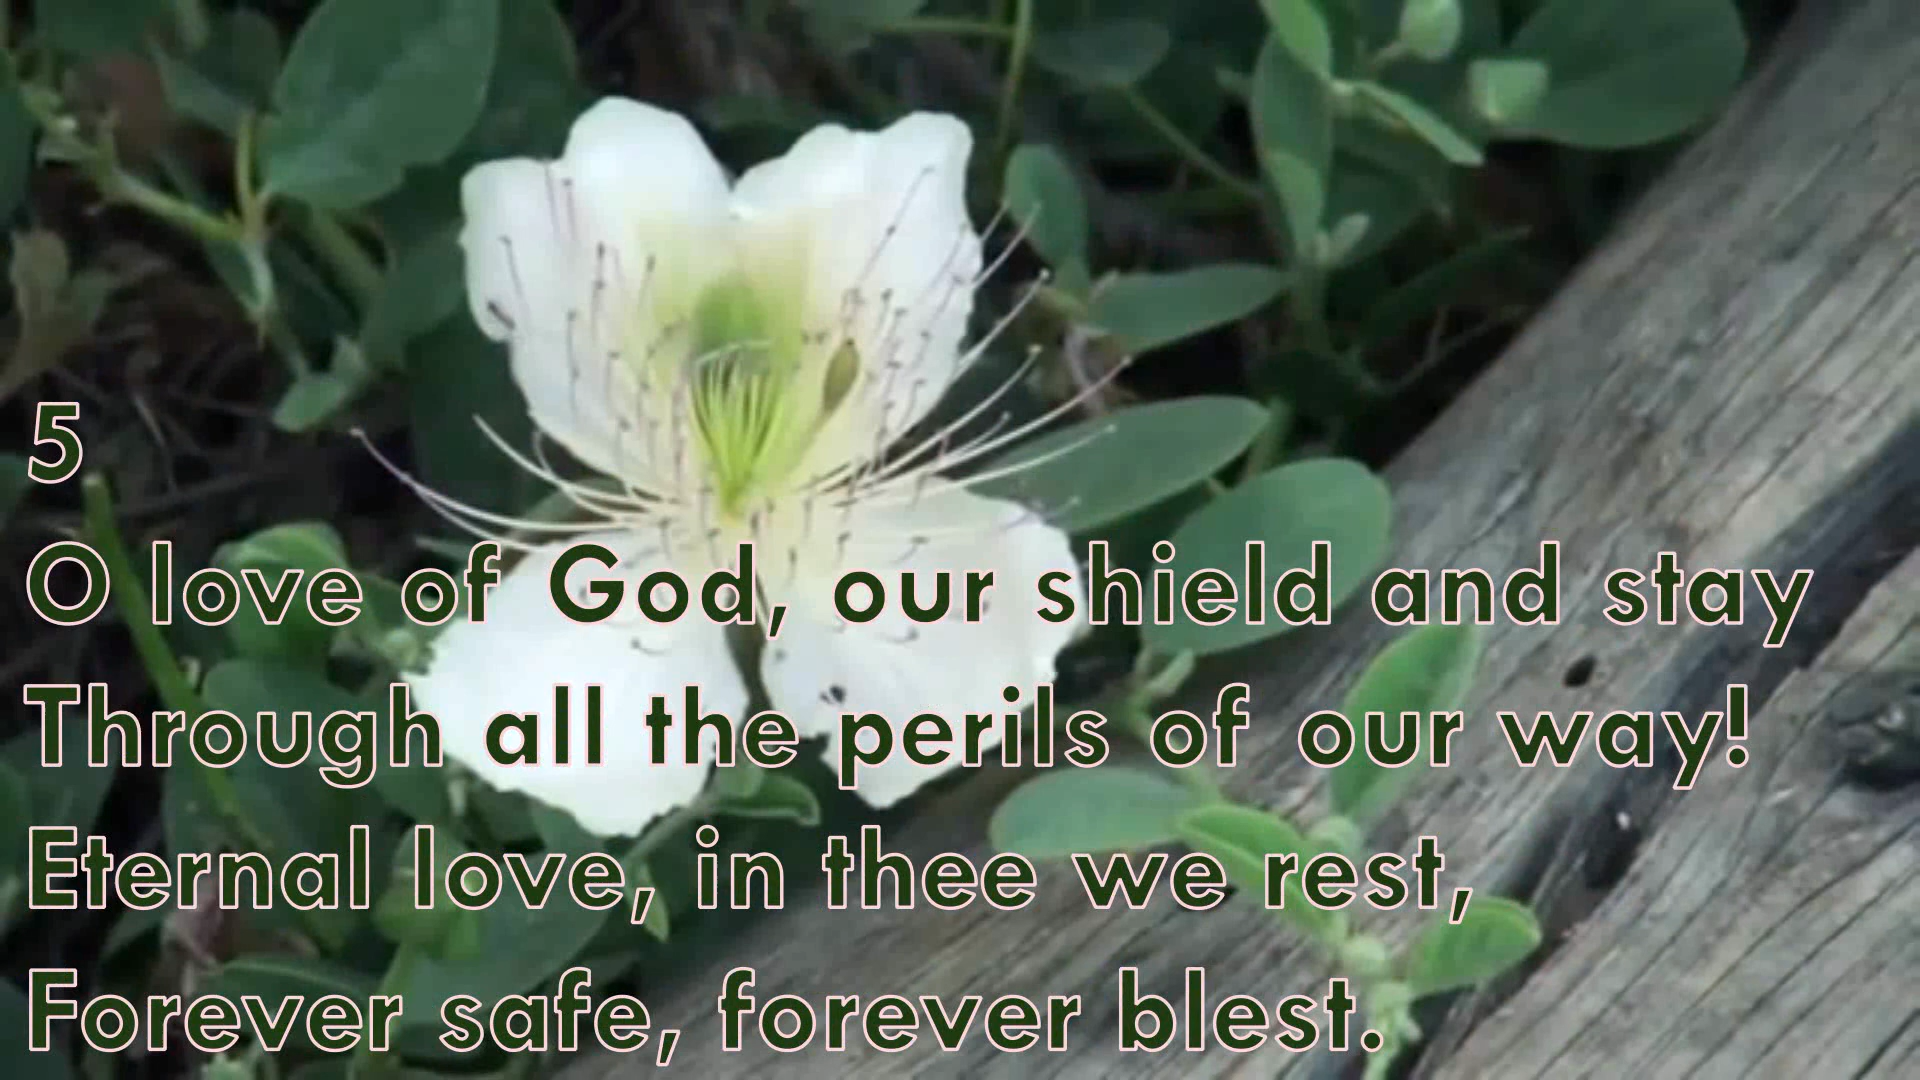 5
O love of God, our shield and stay
Through all the perils of our way!
Eternal love, in thee we rest,
Forever safe, forever blest.